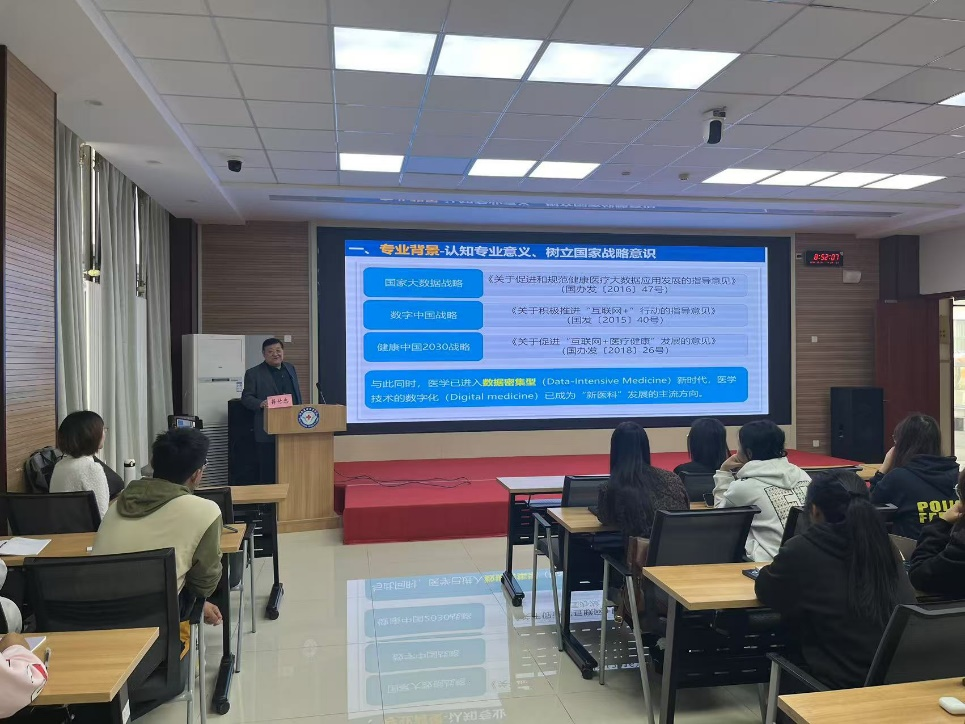 一、专业背景-认知专业意义、树立国家战略意识
8:52:07
国家大数据战略
《关于促进和规范健康医疗大数据应用发展的指导意见》
(国办发〔2016〕47号)
数字中国战略
《关于积极推进“互联网+”行动的指导意见》
(国发〔2015〕40号)
健康中国2030战略
《关于促进“互联网+医疗健康”发展的意见》
(国办发〔2018〕26号)
与此同时，医学已进入数据密集型（Data-Intensive Medicine）新时代，医学
技术的数字化（Digital medicine）已成为“新医科”发展的主流方向。